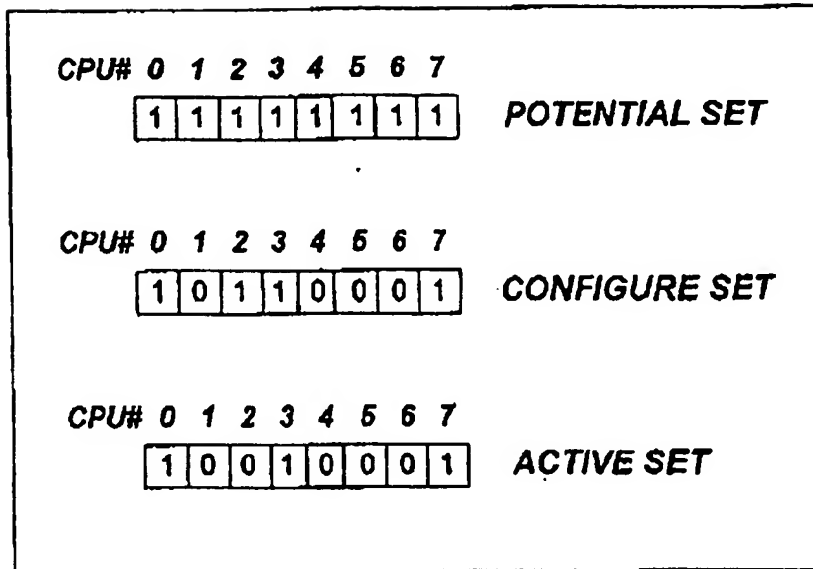 CPU# 0 1 2 3 4 5 6 7
1 1 1 1 1 1 1 1 POTENTIAL SET
CPU# 0 1 2 3 4 5 6 7
1 0 1 1 0 0 0 1 CONFIGURE SET
CPU# 0 1 2 3 4 5 6 7
1 0 0 1 0 0 0 1 ACTIVE SET